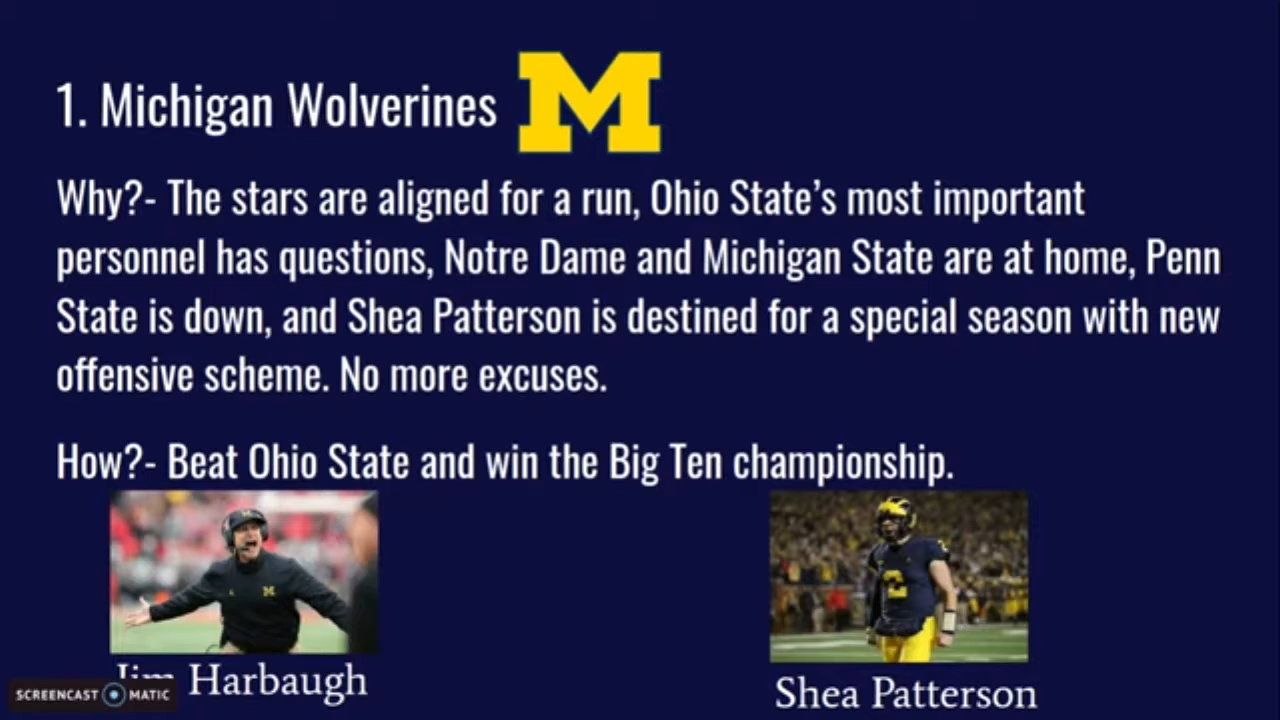 1. Michigan Wolverines M
Why?- The stars are aligned for a run, Ohio State’s most important
personnel has questions, Notre Dame and Michigan State are at home, Penn
State is down, and Shea Patterson is destined for a special season with new
offensive scheme. No more excuses.
How?- Beat Ohio State and win the Big Ten championship.
M
M
2
Jim Harbaugh
Shea Patterson
SCREENCAST MATIC